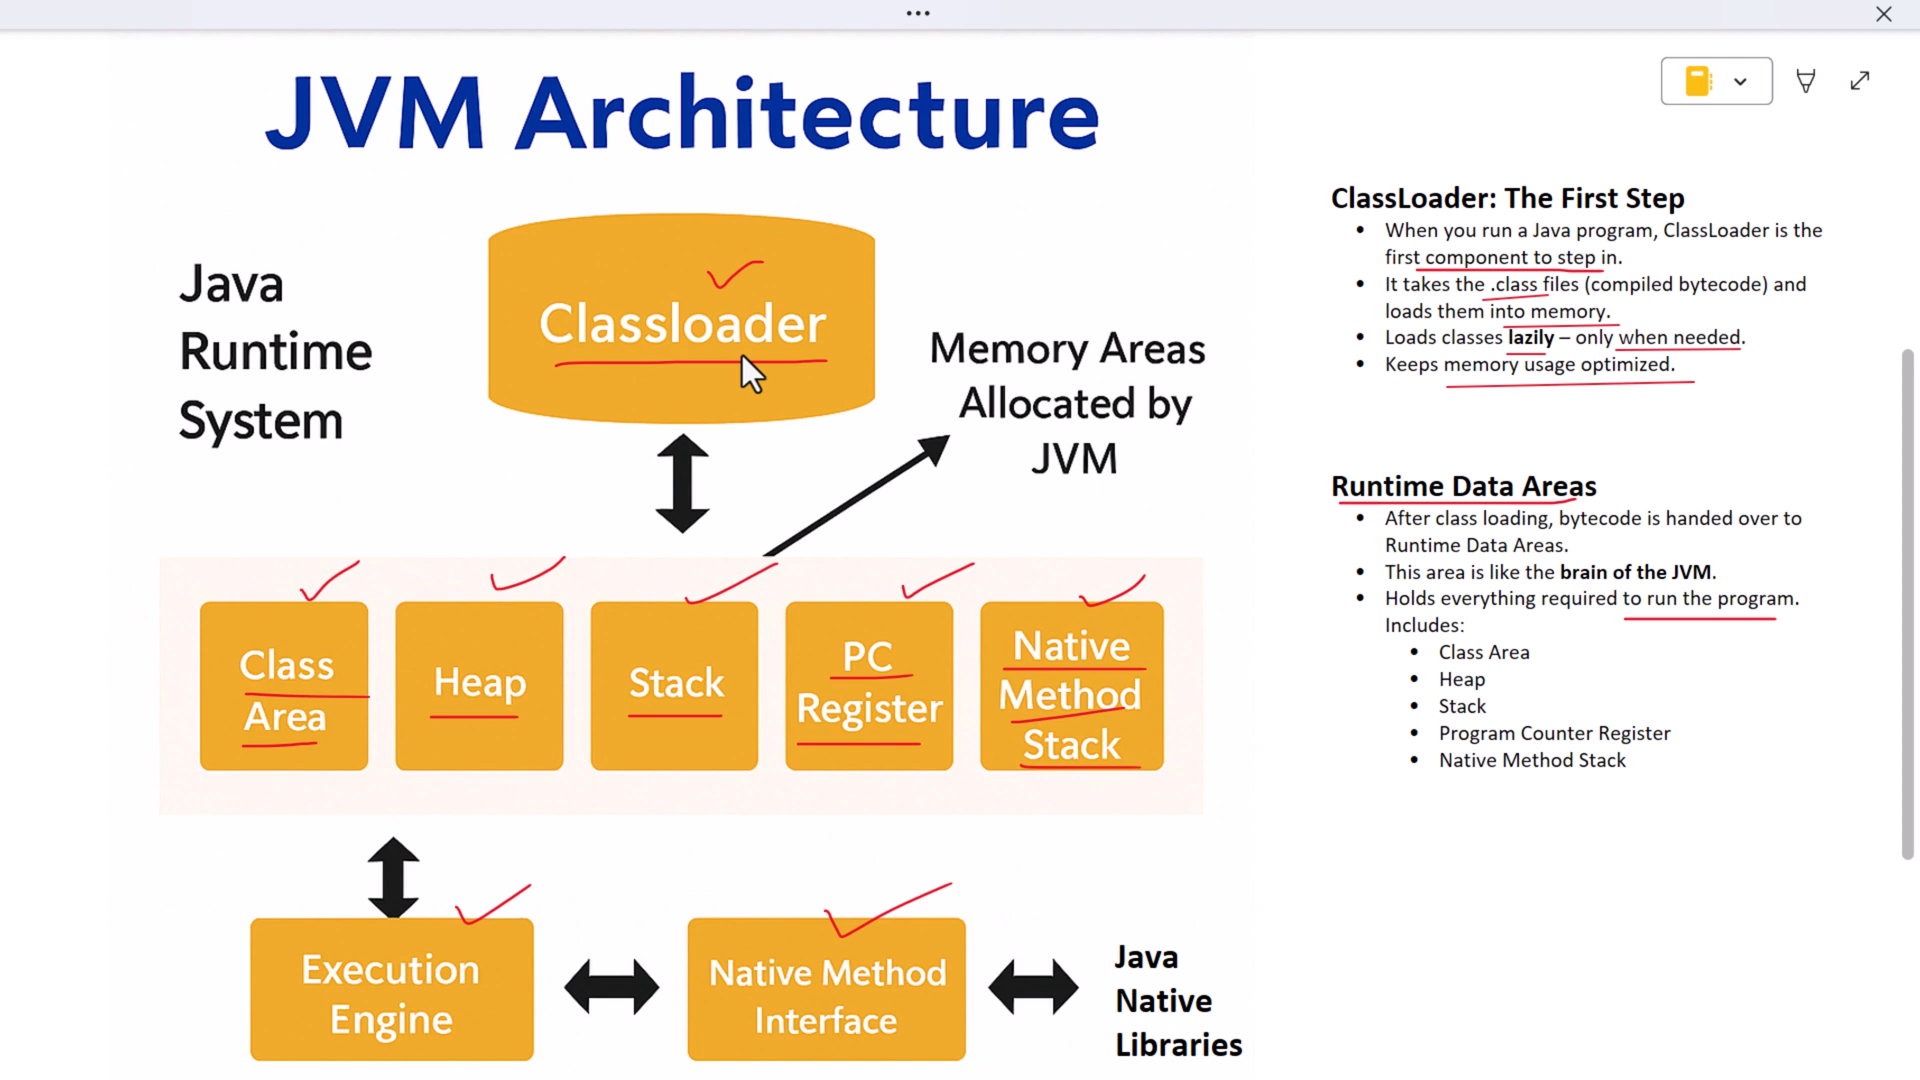 JVM Architecture
Java
Runtime
System
Classloader
Memory Areas
Allocated by
JVM
Class
Area
Heap
Stack
PC
Register
Native
Method
Stack
Execution
Engine
Native Method
Interface
Java
Native
Libraries
ClassLoader: The First Step
• When you run a Java program, ClassLoader is the
first component to step in.
• It takes the .class files (compiled bytecode) and
loads them into memory.
• Loads classes lazily – only when needed.
• Keeps memory usage optimized.
Runtime Data Areas
• After class loading, bytecode is handed over to
Runtime Data Areas.
• This area is like the brain of the JVM.
• Holds everything required to run the program.
Includes:
• Class Area
• Heap
• Stack
• Program Counter Register
• Native Method Stack